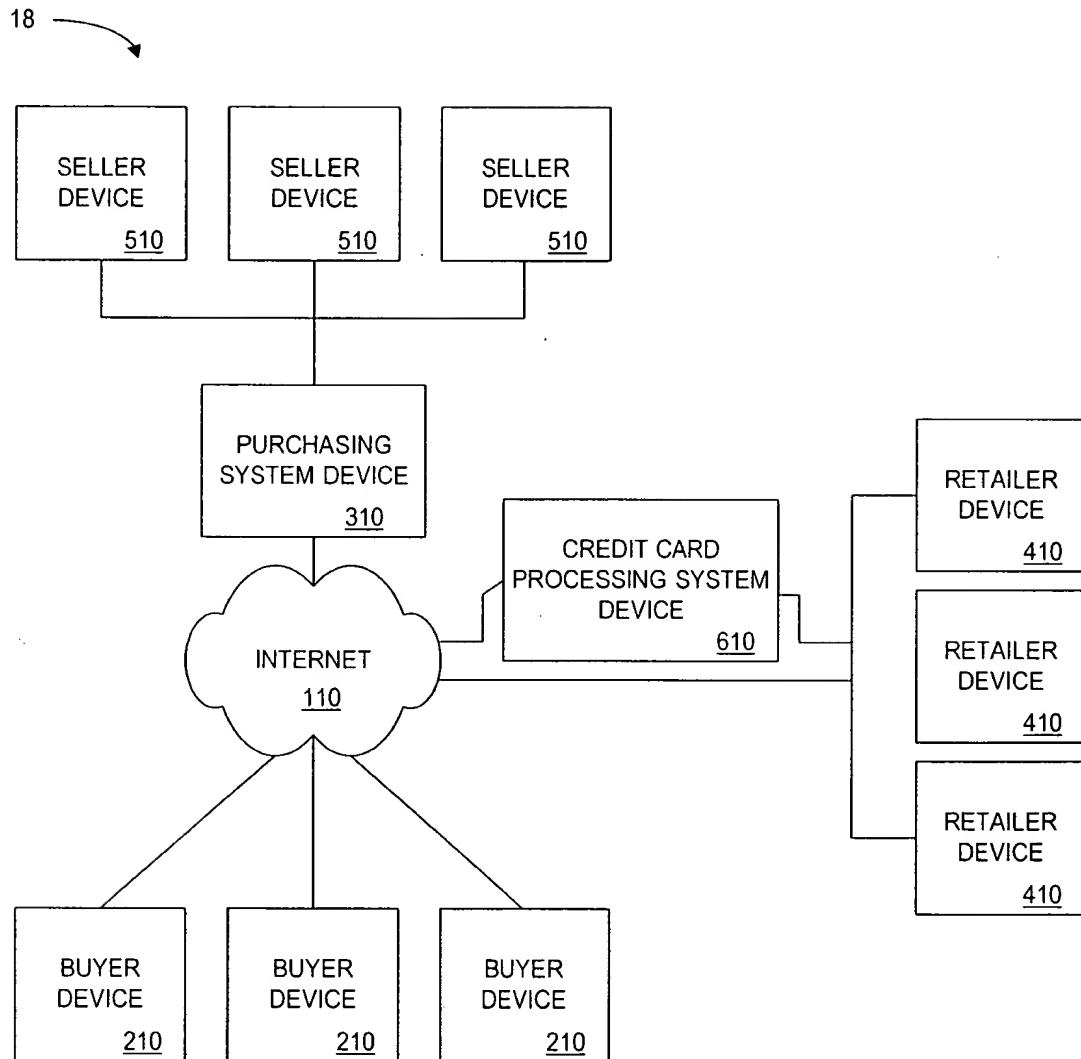 18
SELLER
DEVICE
510
SELLER
DEVICE
510
SELLER
DEVICE
510
PURCHASING
SYSTEM DEVICE
310
CREDIT CARD
PROCESSING SYSTEM
DEVICE
610
RETAILER
DEVICE
410
RETAILER
DEVICE
410
RETAILER
DEVICE
410
INTERNET
110
BUYER
DEVICE
210
BUYER
DEVICE
210
BUYER
DEVICE
210